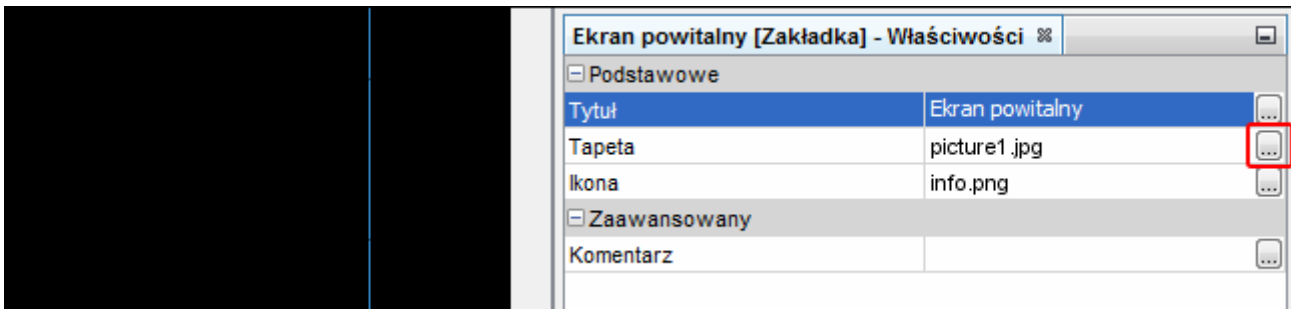 Ekran powitalny [Zakładka] - Właściwości
Podstawowe
Tytuł Ekran powitalny ...
Tapeta picture1.jpg ...
Ikona info.png ...
Zaawansowany
Komentarz ...